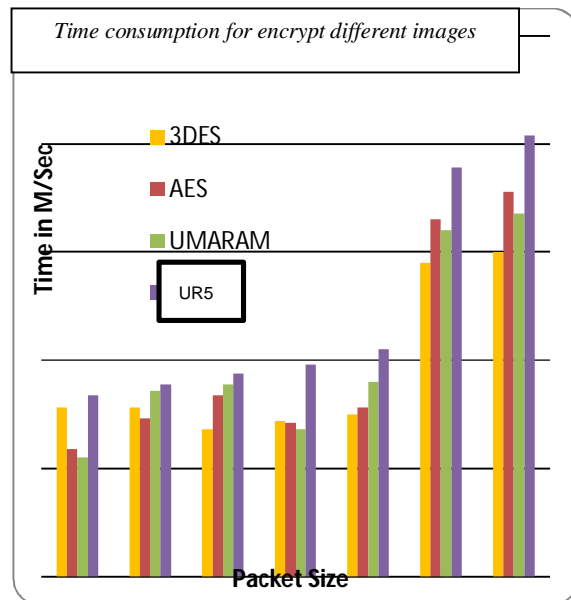 Time consumption for encrypt different images
Time in M/Sec
3DES
AES
UMARAM
UR5
Packet Size